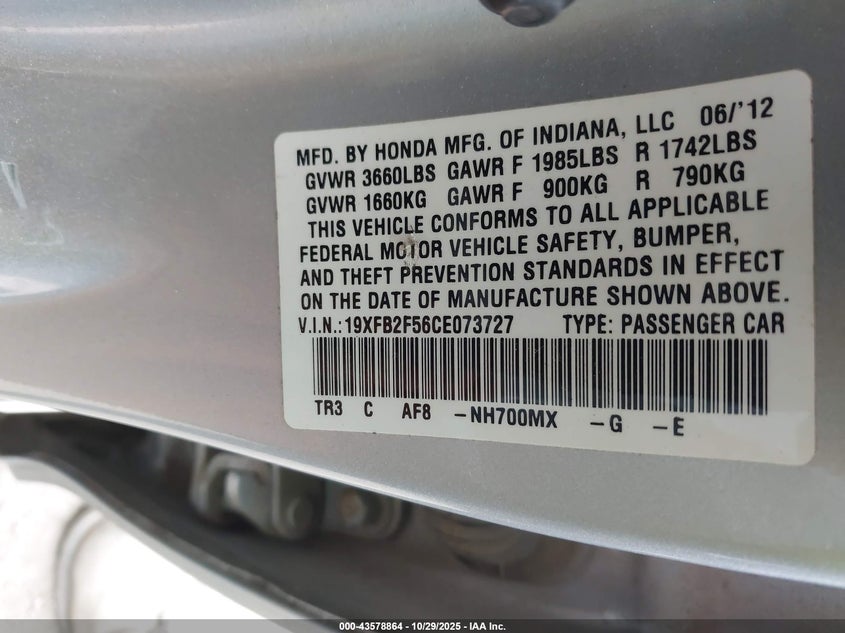 MFD. BY HONDA MFG. OF INDIANA, LLC 06/'12
GVWR 3660LBS GAWR F 1985LBS R 1742LBS
GVWR 1660KG GAWR F 900KG R 790KG
THIS VEHICLE CONFORMS TO ALL APPLICABLE
FEDERAL MOTOR VEHICLE SAFETY, BUMPER,
AND THEFT PREVENTION STANDARDS IN EFFECT
ON THE DATE OF MANUFACTURE SHOWN ABOVE.
V.I.N.:19XFB2F56CE073727 TYPE: PASSENGER CAR
TR3 C AF8 -NH700MX -G -E
000-43578864 - 10/29/2025 - IAA Inc.